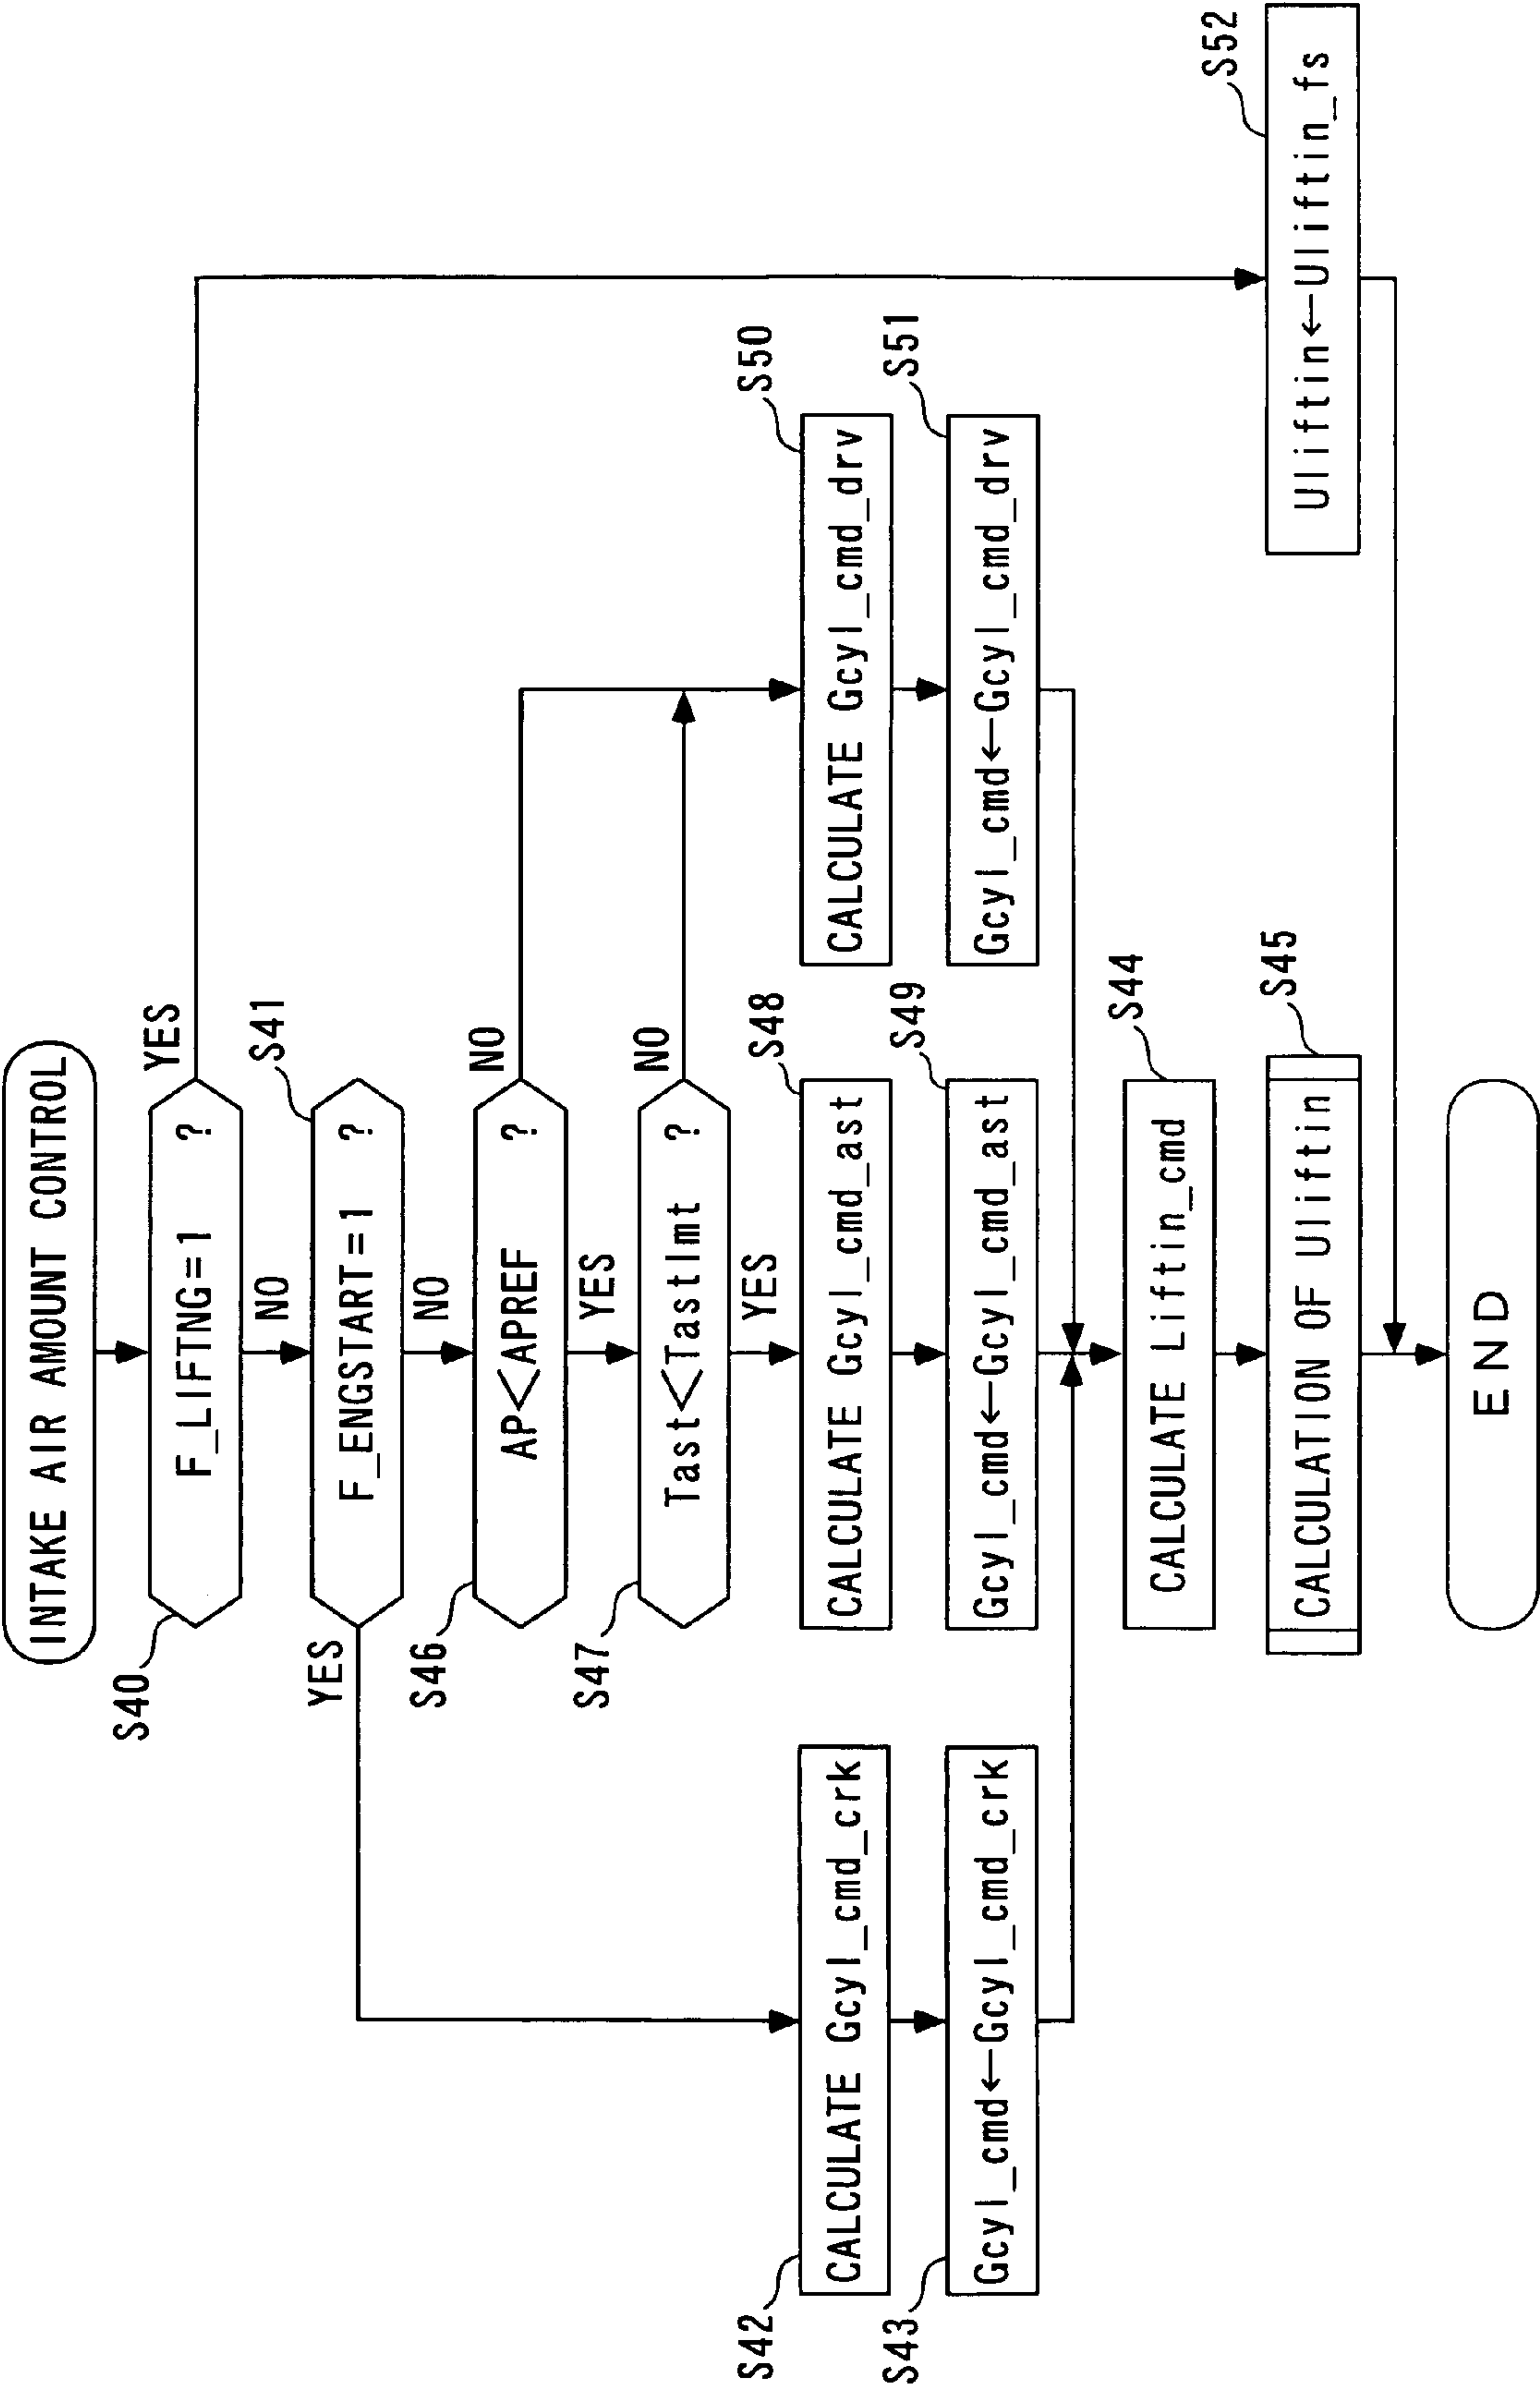 INTAKE AIR AMOUNT CONTROL
S40
F_LIFTNG=1 ?
YES
NO
S41
F_ENGSTART=1 ?
YES
NO
S46
AP<APREF ?
NO
YES
S47
Tast<Tastlmt ?
NO
YES
S42
CALCULATE Gcyl_cmd_crk
S48
CALCULATE Gcyl_cmd_ast
S50
CALCULATE Gcyl_cmd_drv
S43
Gcyl_cmd←Gcyl_cmd_crk
S49
Gcyl_cmd←Gcyl_cmd_ast
S51
Gcyl_cmd←Gcyl_cmd_drv
S44
CALCULATE Liftin_cmd
S45
CALCULATION OF Uliftin
S52
Uliftin←Uliftin_fs
END